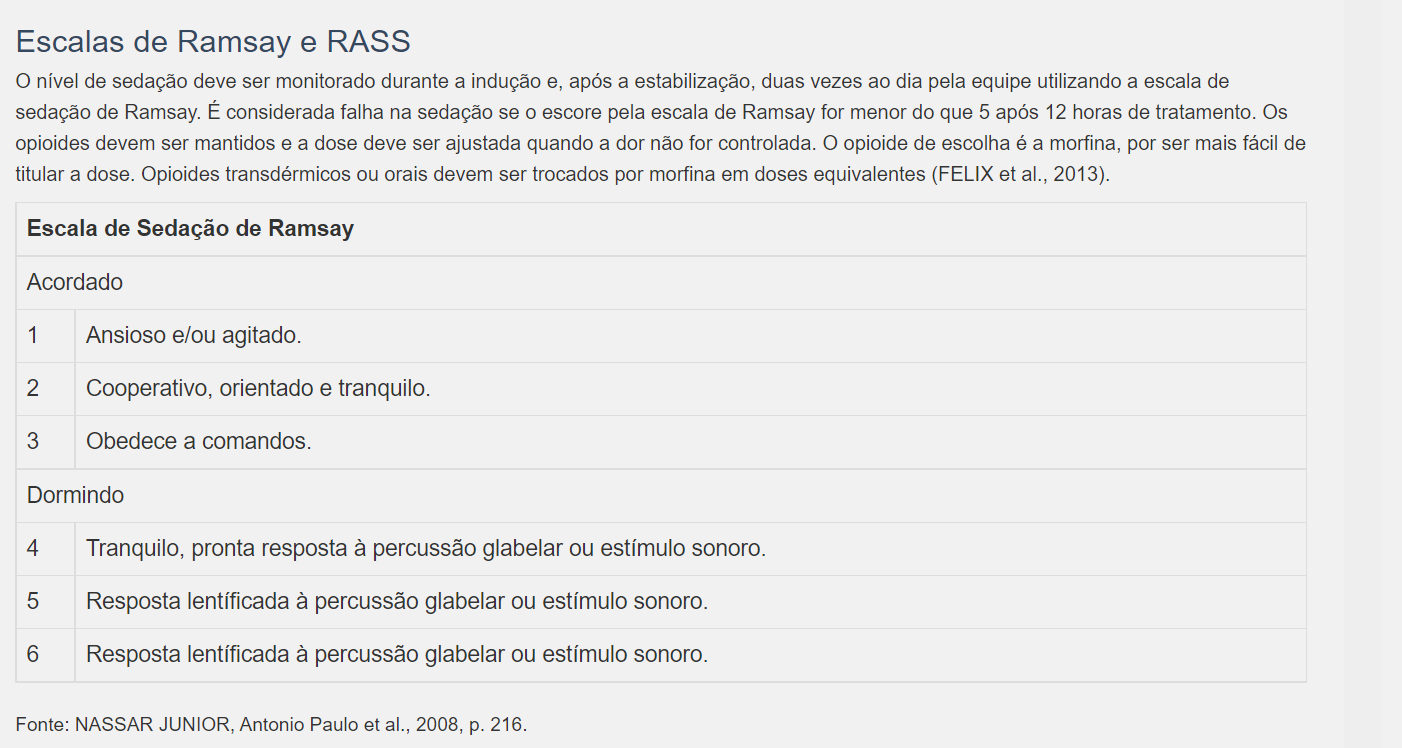 Escalas de Ramsay e RASS
O nível de sedação deve ser monitorado durante a indução e, após a estabilização, duas vezes ao dia pela equipe utilizando a escala de
sedação de Ramsay. É considerada falha na sedação se o escore pela escala de Ramsay for menor do que 5 após 12 horas de tratamento. Os
opioides devem ser mantidos e a dose deve ser ajustada quando a dor não for controlada. O opioide de escolha é a morfina, por ser mais fácil de
titular a dose. Opioides transdérmicos ou orais devem ser trocados por morfina em doses equivalentes (FELIX et al., 2013).
Escala de Sedação de Ramsay
Acordado
1 Ansioso e/ou agitado.
2 Cooperativo, orientado e tranquilo.
3 Obedece a comandos.
Dormindo
4 Tranquilo, pronta resposta à percussão glabelar ou estímulo sonoro.
5 Resposta lentíficada à percussão glabelar ou estímulo sonoro.
6 Resposta lentíficada à percussão glabelar ou estímulo sonoro.
Fonte: NASSAR JUNIOR, Antonio Paulo et al., 2008, p. 216.